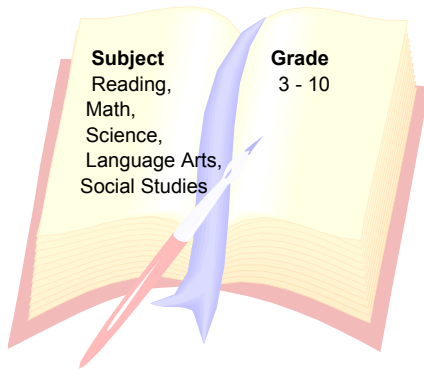 Subject
Reading,
Math,
Science,
Language Arts,
Social Studies
Grade
3 - 10